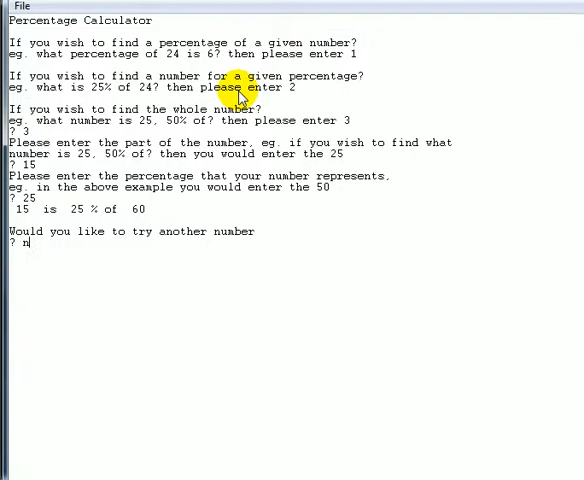 File
Percentage Calculator
If you wish to find a percentage of a given number?
eg. what percentage of 24 is 6? then please enter 1
If you wish to find a number for a given percentage?
eg. what is 25% of 24? then please enter 2
If you wish to find the whole number?
eg. what number is 25, 50% of? then please enter 3
? 3
Please enter the part of the number, eg. if you wish to find what
number is 25, 50% of? then you would enter the 25
? 15
Please enter the percentage that your number represents,
eg. in the above example you would enter the 50
? 25
15 is 25 % of 60
Would you like to try another number
? n